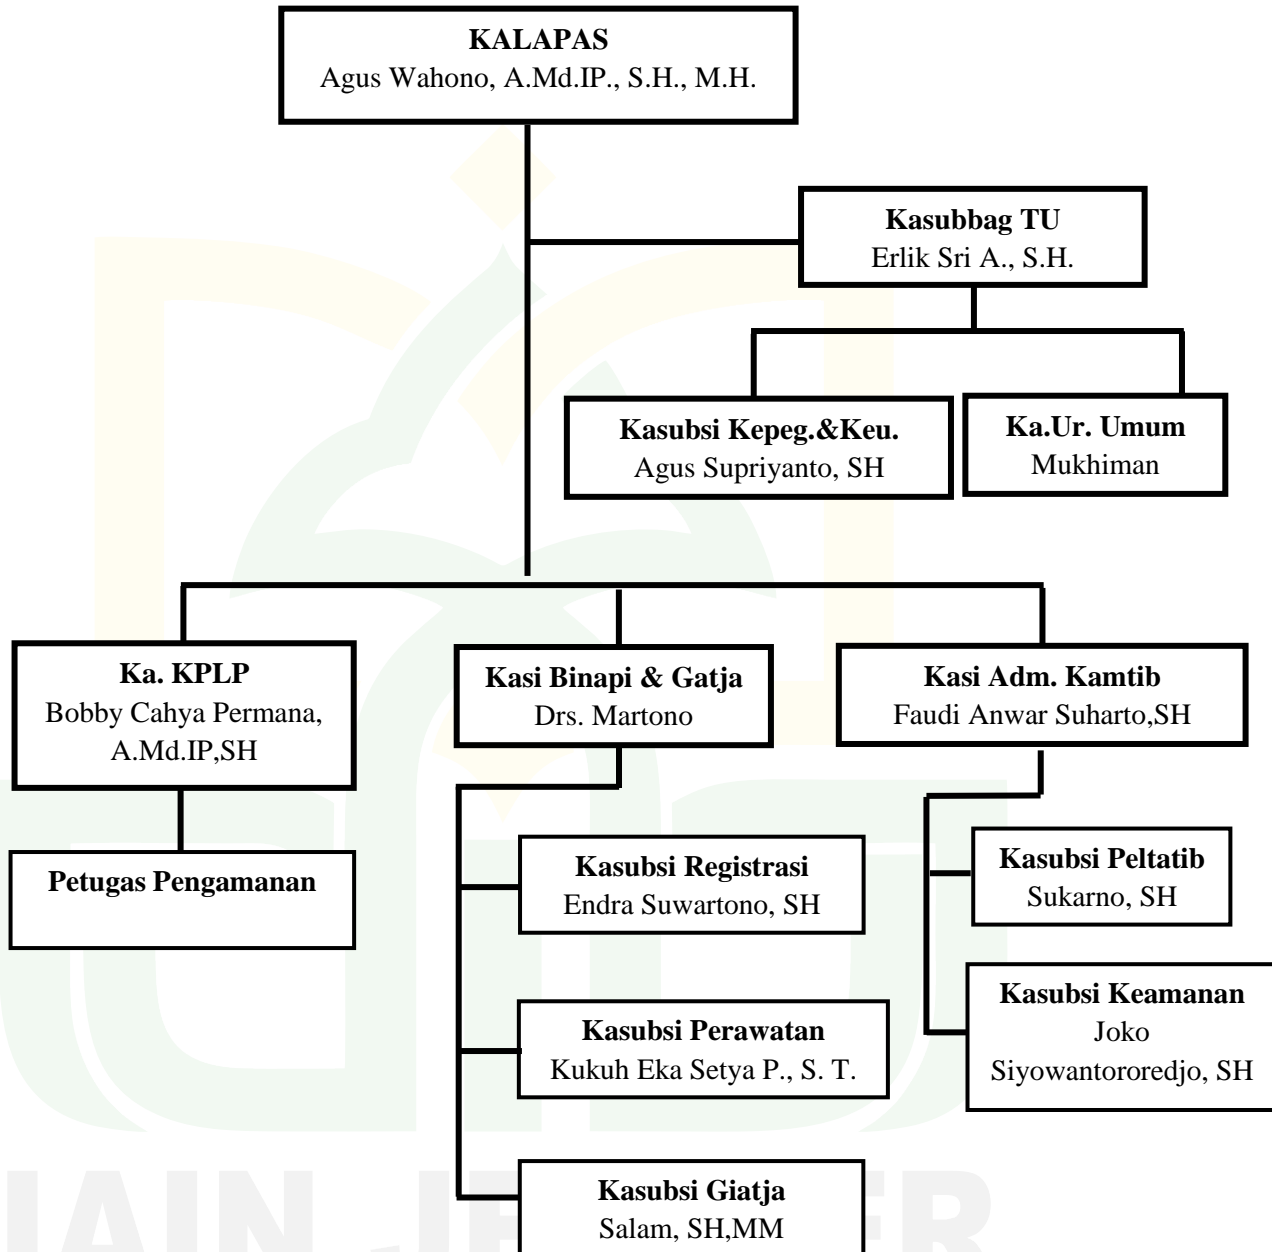 KALAPAS
Agus Wahono, A.Md.IP., S.H., M.H.
Kasubbag TU
Erlik Sri A., S.H.
Kasubsi Kepeg.&Keu.
Agus Supriyanto, SH
Ka.Ur. Umum
Mukhiman
Ka. KPLP
Bobby Cahya Permana,
A.Md.IP,SH
Kasi Binapi & Gatja
Drs. Martono
Kasi Adm. Kamtib
Faudi Anwar Suharto,SH
Petugas Pengamanan
Kasubsi Registrasi
Endra Suwartono, SH
Kasubsi Peltatib
Sukarno, SH
Kasubsi Perawatan
Kukuh Eka Setya P., S. T.
Kasubsi Keamanan
Joko
Siyowantororedjo, SH
Kasubsi Giatja
Salam, SH,MM
IAIN